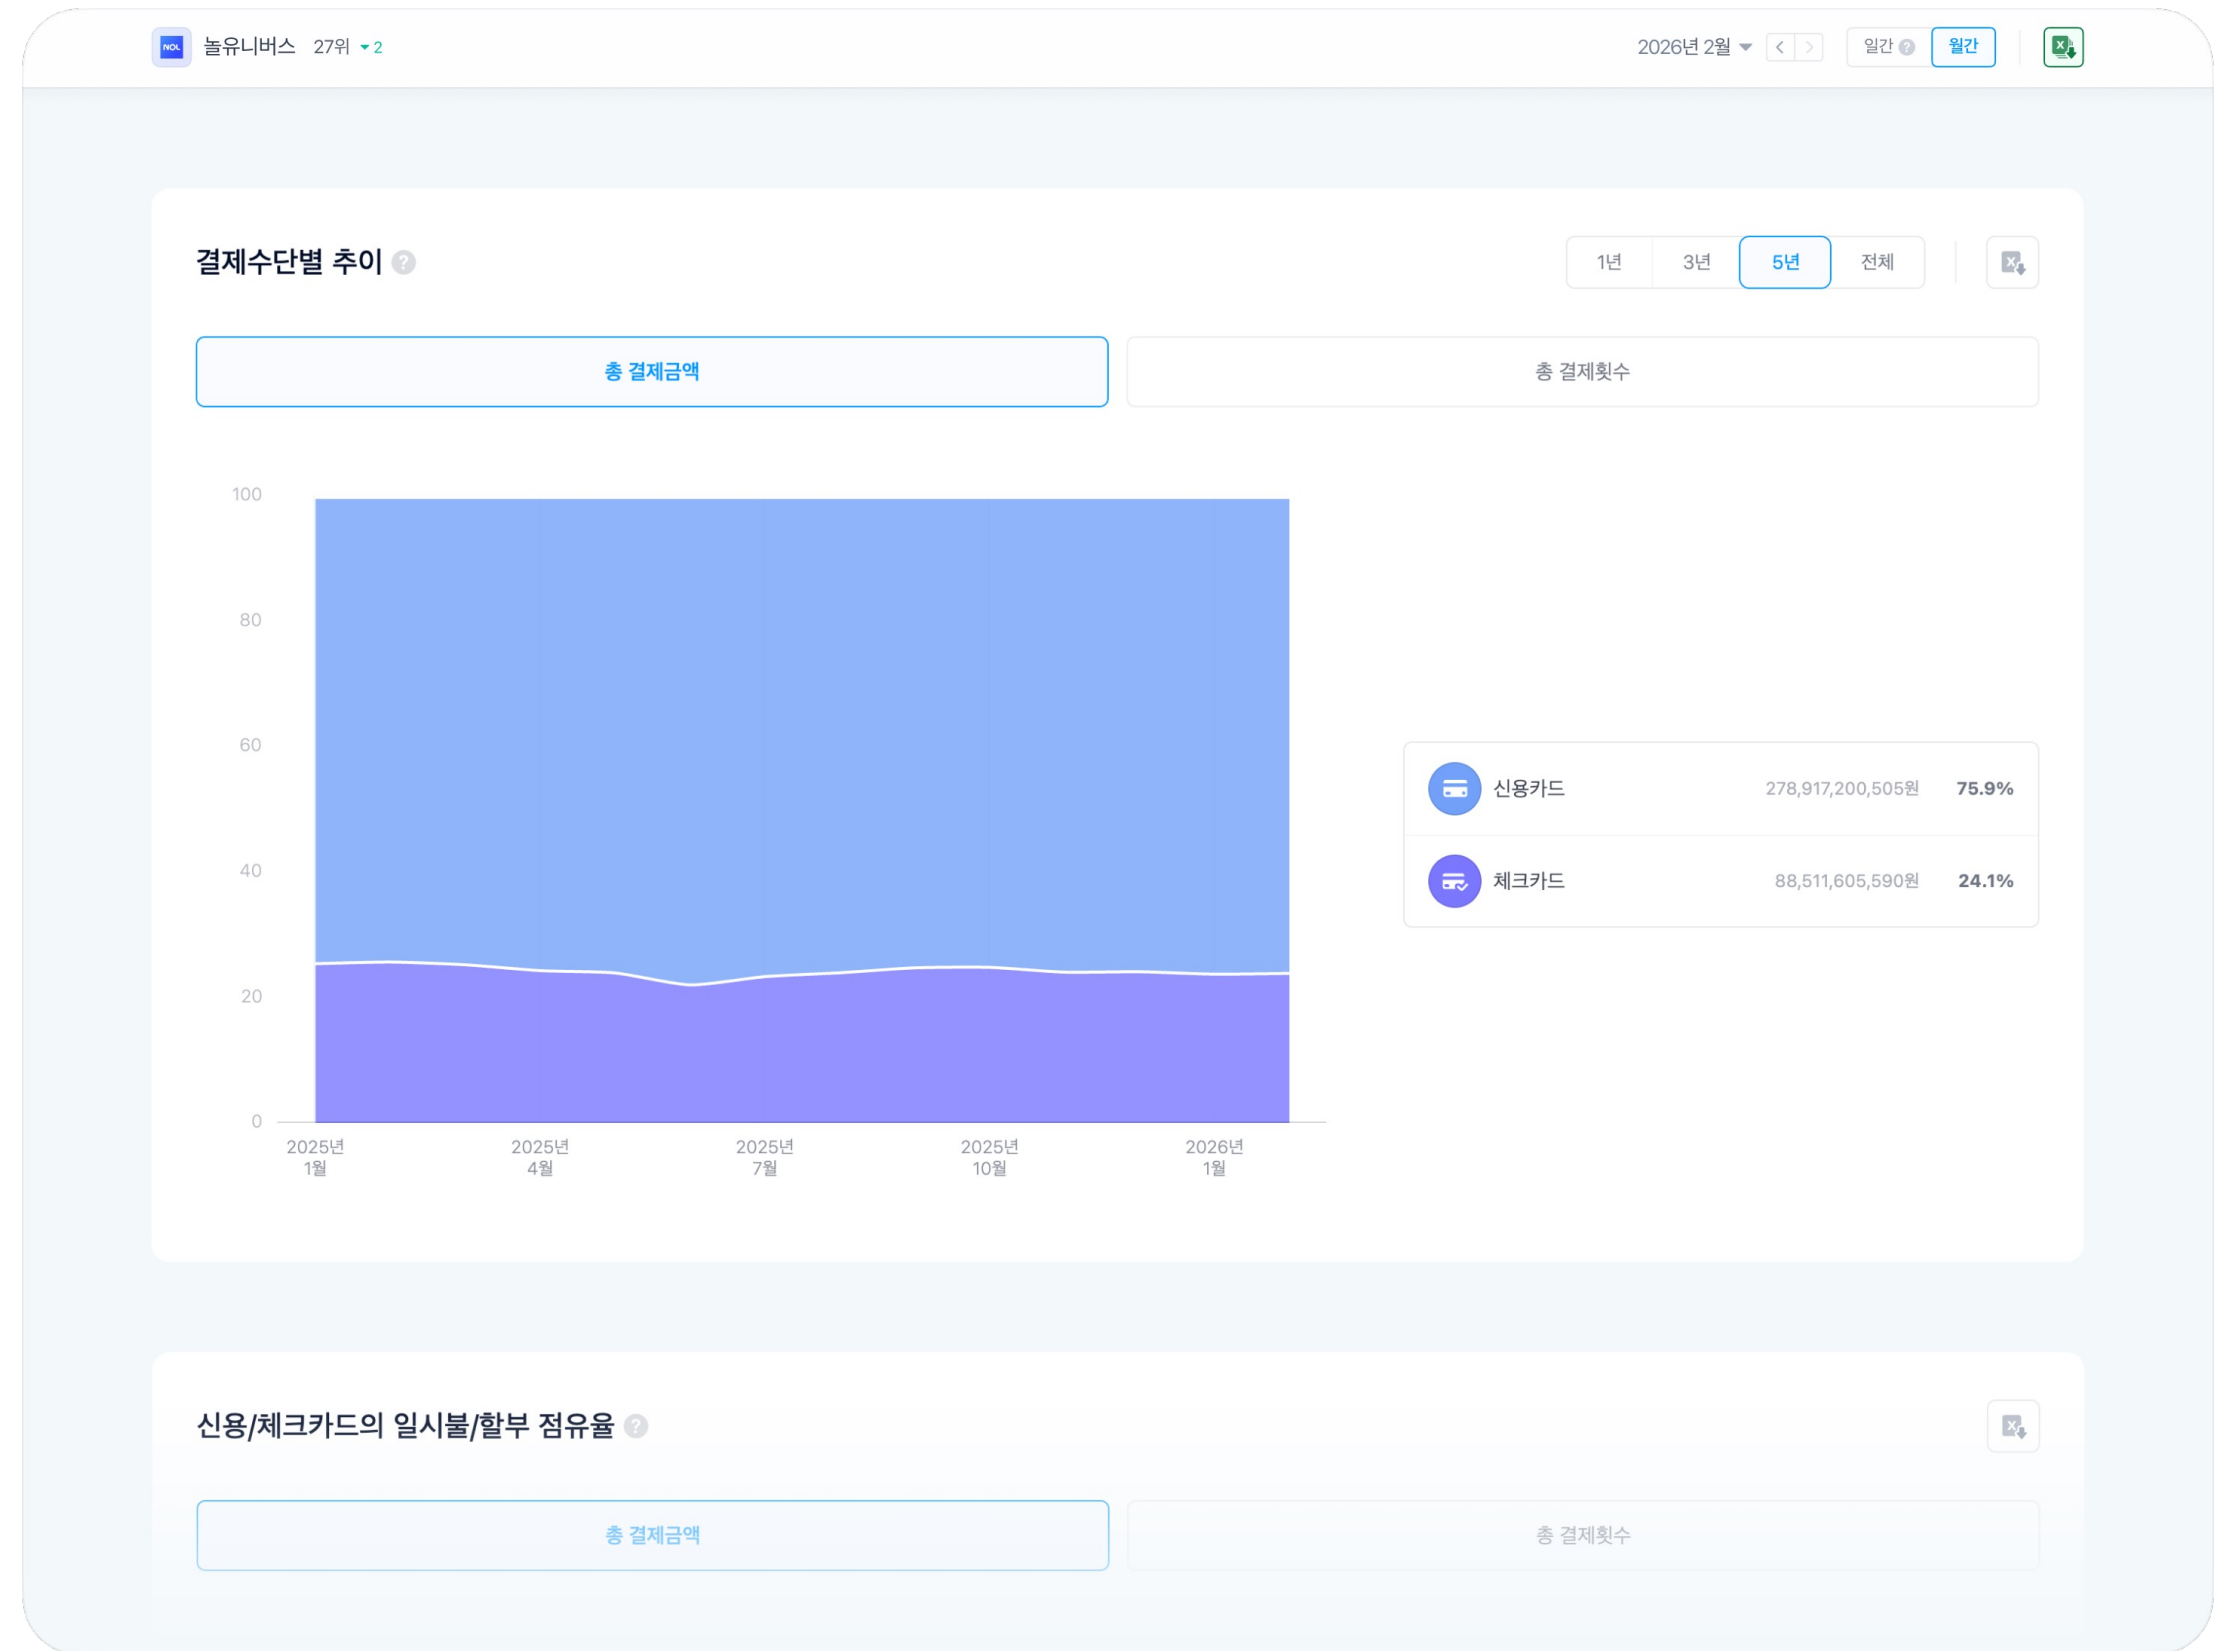 NOL 놀유니버스 27위 2 2026년 2월 일간 ? 월간
결제수단별 추이 ? 1년 3년 5년 전체
총 결제금액 총 결제횟수
100
80
60
40
20
0
2025년 1월
2025년 4월
2025년 7월
2025년 10월
2026년 1월
신용카드 278,917,200,505원 75.9%
체크카드 88,511,605,590원 24.1%
신용/체크카드의 일시불/할부 점유율 ?
총 결제금액 총 결제횟수